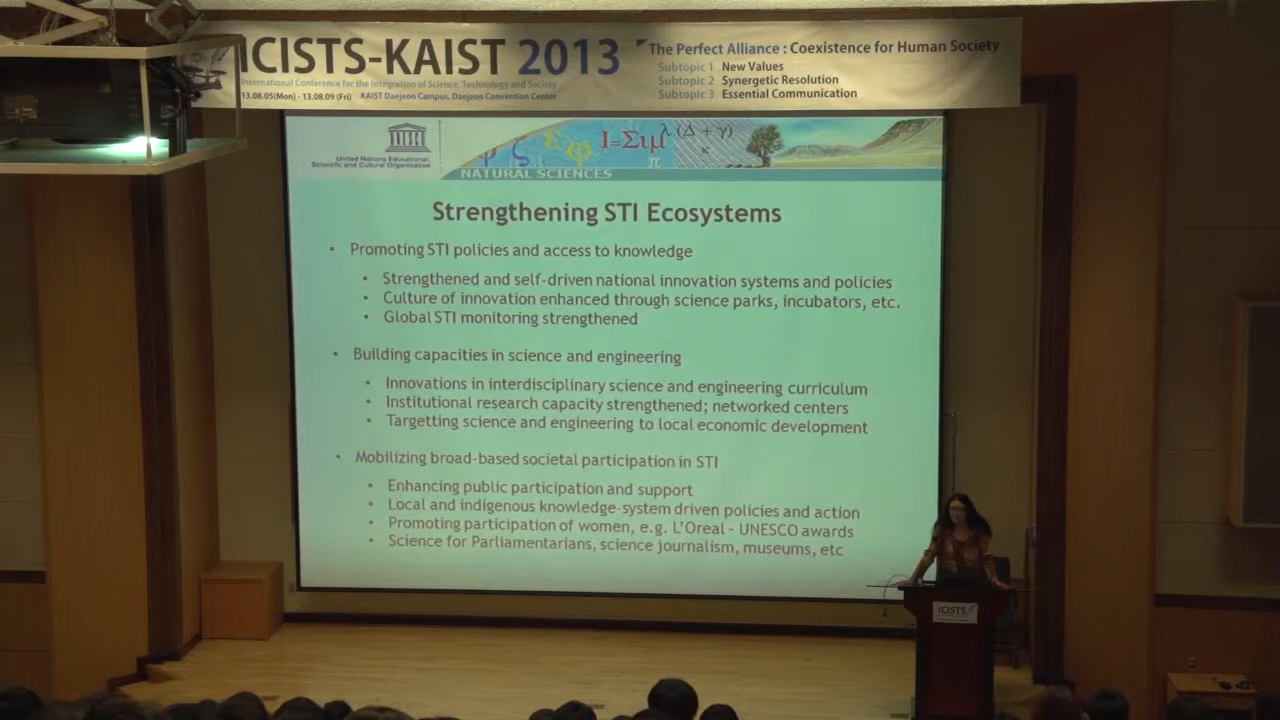 ICISTS-KAIST 2013
International Conference for the Integration of Science, Technology and Society
13.08.05(Mon) - 13.08.09 (Fri) KAIST Daejeon Campus, Daejeon Convention Center
The Perfect Alliance : Coexistence for Human Society
Subtopic 1 New Values
Subtopic 2 Synergetic Resolution
Subtopic 3 Essential Communication
United Nations Educational,
Scientific and Cultural Organization
NATURAL SCIENCES
Strengthening STI Ecosystems
• Promoting STI policies and access to knowledge
• Strengthened and self-driven national innovation systems and policies
• Culture of innovation enhanced through science parks, incubators, etc.
• Global STI monitoring strengthened
• Building capacities in science and engineering
• Innovations in interdisciplinary science and engineering curriculum
• Institutional research capacity strengthened; networked centers
• Targetting science and engineering to local economic development
• Mobilizing broad-based societal participation in STI
• Enhancing public participation and support
• Local and indigenous knowledge-system driven policies and action
• Promoting participation of women, e.g. L'Oreal - UNESCO awards
• Science for Parliamentarians, science journalism, museums, etc
ICISTS